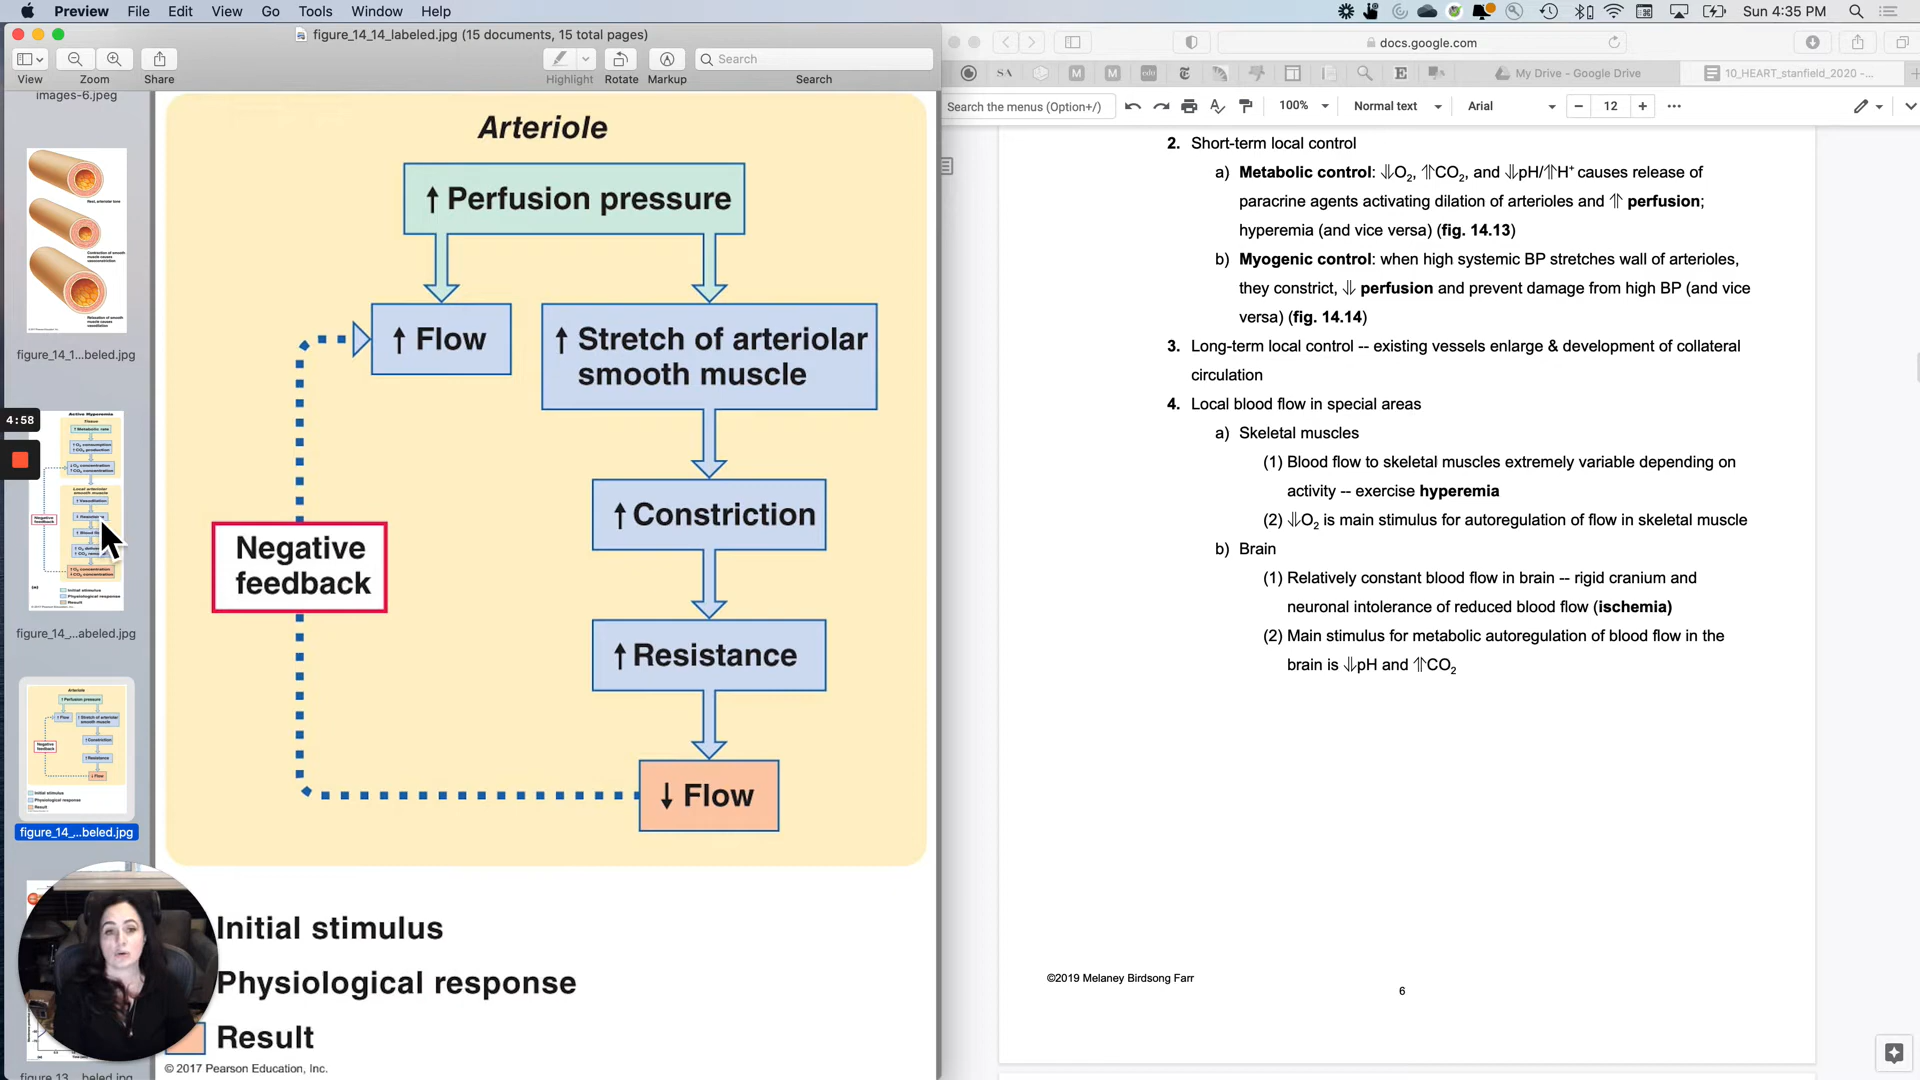 Preview File Edit View Go Tools Window Help
Sun 4:35 PM
figure_14_14_labeled.jpg (15 documents, 15 total pages)
View Zoom Share Highlight Rotate Markup Search
Search
images-6.jpeg
figure_14_1...beled.jpg
4:58
figure_14_...abeled.jpg
figure_14_...beled.jpg
Arteriole
↑ Perfusion pressure
↑ Flow
↑ Stretch of arteriolar
smooth muscle
↑ Constriction
Negative
feedback
↑ Resistance
↓ Flow
Initial stimulus
Physiological response
Result
© 2017 Pearson Education, Inc.
docs.google.com
My Drive - Google Drive
10_HEART_stanfield_2020 -...
Search the menus (Option+/)
100% Normal text Arial 12
2. Short-term local control
a) Metabolic control: ⇓O₂, ⇑CO₂, and ⇓pH/⇑H⁺ causes release of
paracrine agents activating dilation of arterioles and ⇑ perfusion;
hyperemia (and vice versa) (fig. 14.13)
b) Myogenic control: when high systemic BP stretches wall of arterioles,
they constrict, ⇓ perfusion and prevent damage from high BP (and vice
versa) (fig. 14.14)
3. Long-term local control -- existing vessels enlarge & development of collateral
circulation
4. Local blood flow in special areas
a) Skeletal muscles
(1) Blood flow to skeletal muscles extremely variable depending on
activity -- exercise hyperemia
(2) ⇓O₂ is main stimulus for autoregulation of flow in skeletal muscle
b) Brain
(1) Relatively constant blood flow in brain -- rigid cranium and
neuronal intolerance of reduced blood flow (ischemia)
(2) Main stimulus for metabolic autoregulation of blood flow in the
brain is ⇓pH and ⇑CO₂
©2019 Melaney Birdsong Farr
6